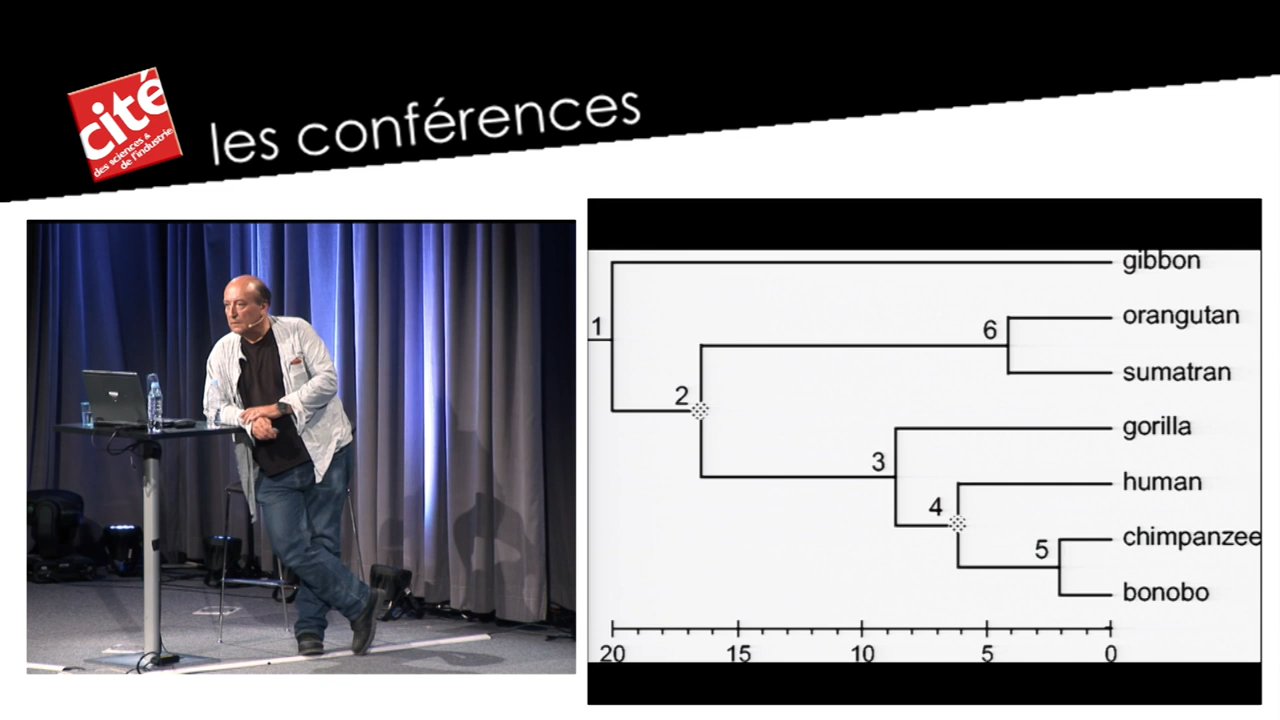 cité
des sciences &
de l'industrie
les conférences
gibbon
1
6
orangutan
2
sumatran
gorilla
3
human
4
chimpanzee
5
bonobo
20 15 10 5 0